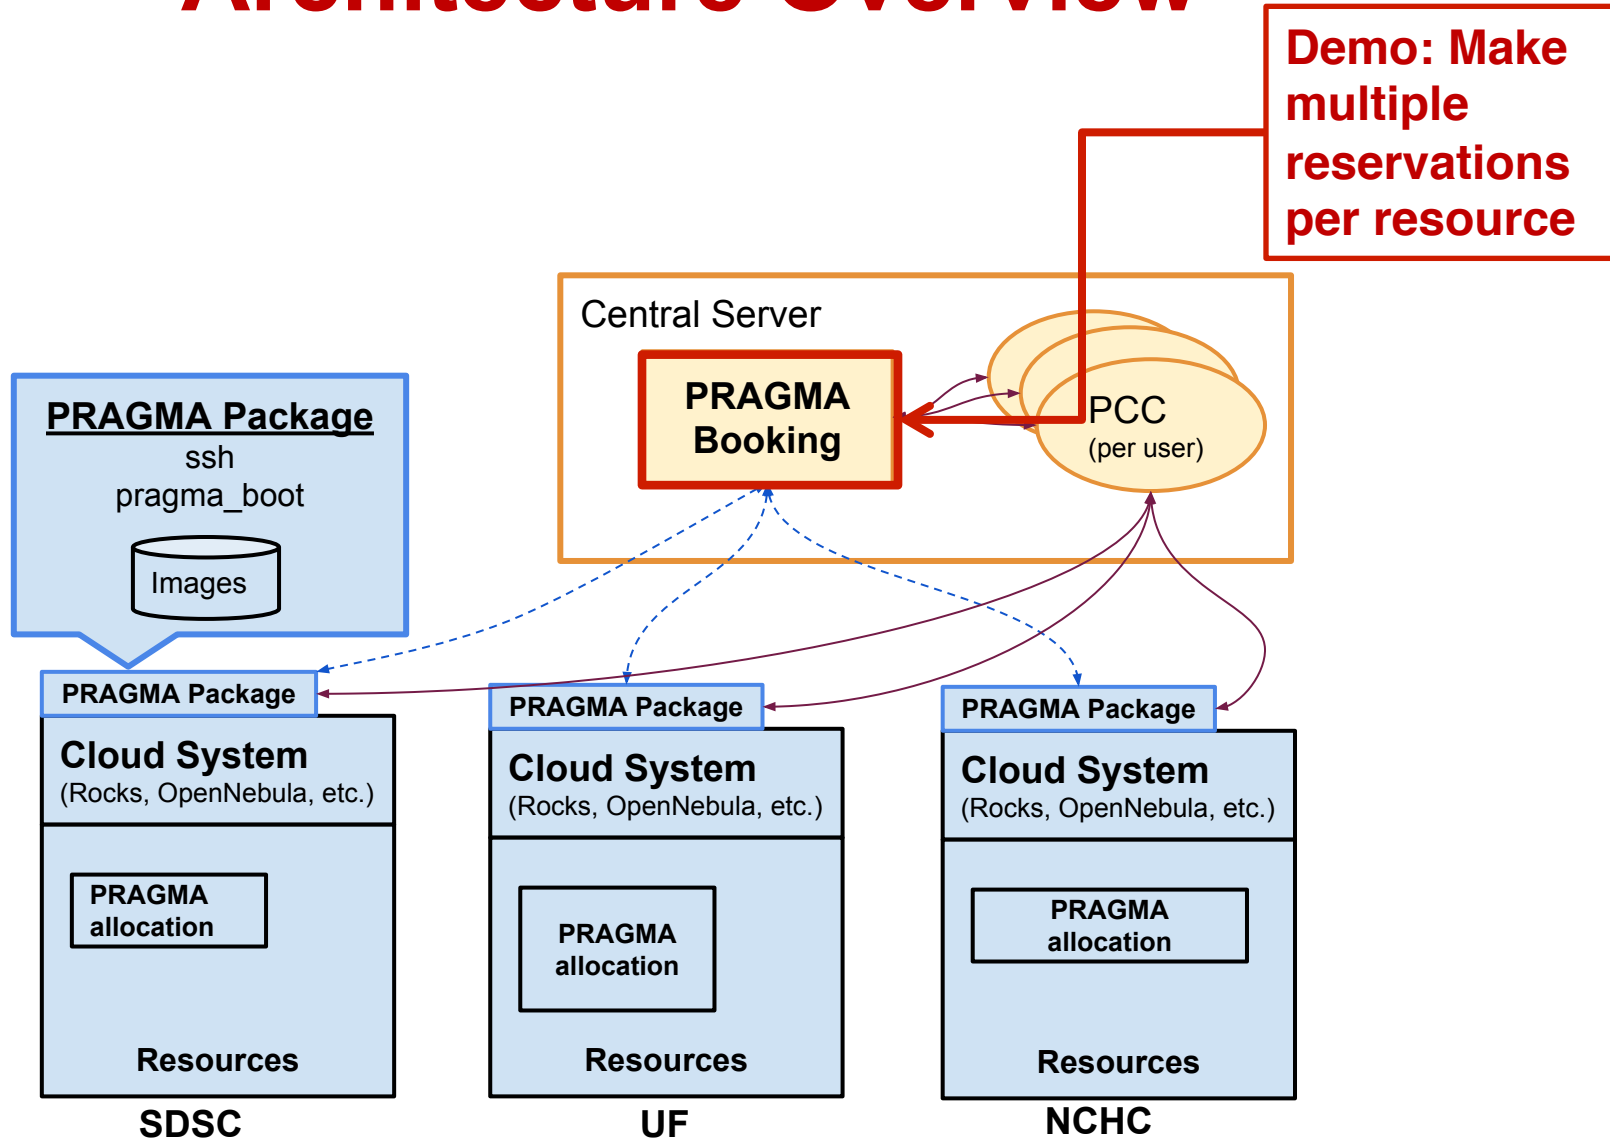 Architecture Overview
Demo: Make
multiple
reservations
per resource
Central Server
PRAGMA
Booking
PCC
(per user)
PRAGMA Package
ssh
pragma_boot
Images
PRAGMA Package
Cloud System
(Rocks, OpenNebula, etc.)
PRAGMA
allocation
Resources
SDSC
PRAGMA Package
Cloud System
(Rocks, OpenNebula, etc.)
PRAGMA
allocation
Resources
UF
PRAGMA Package
Cloud System
(Rocks, OpenNebula, etc.)
PRAGMA
allocation
Resources
NCHC